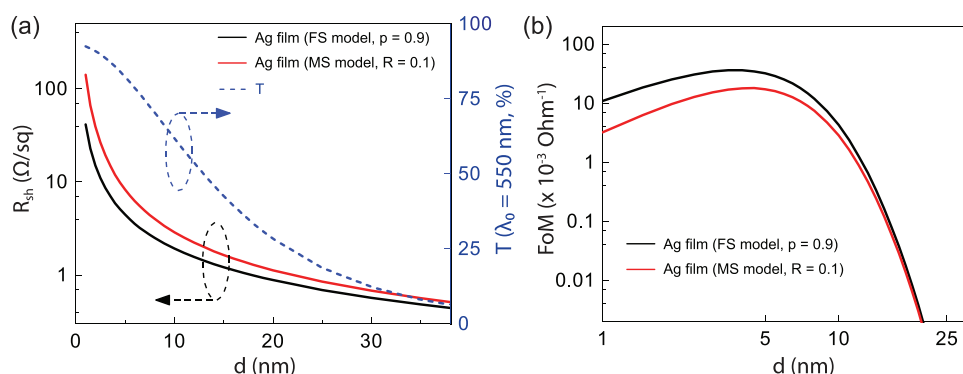 (a)
100
10
1
R_sh (Ω/sq)
Ag film (FS model, p = 0.9)
Ag film (MS model, R = 0.1)
T
100
75
50
25
0
T (λ₀ = 550 nm, %)
0 10 20 30
d (nm)
(b)
100
10
1
0.1
0.01
FoM (x 10⁻³ Ohm⁻¹)
Ag film (FS model, p = 0.9)
Ag film (MS model, R = 0.1)
1 5 10 25
d (nm)